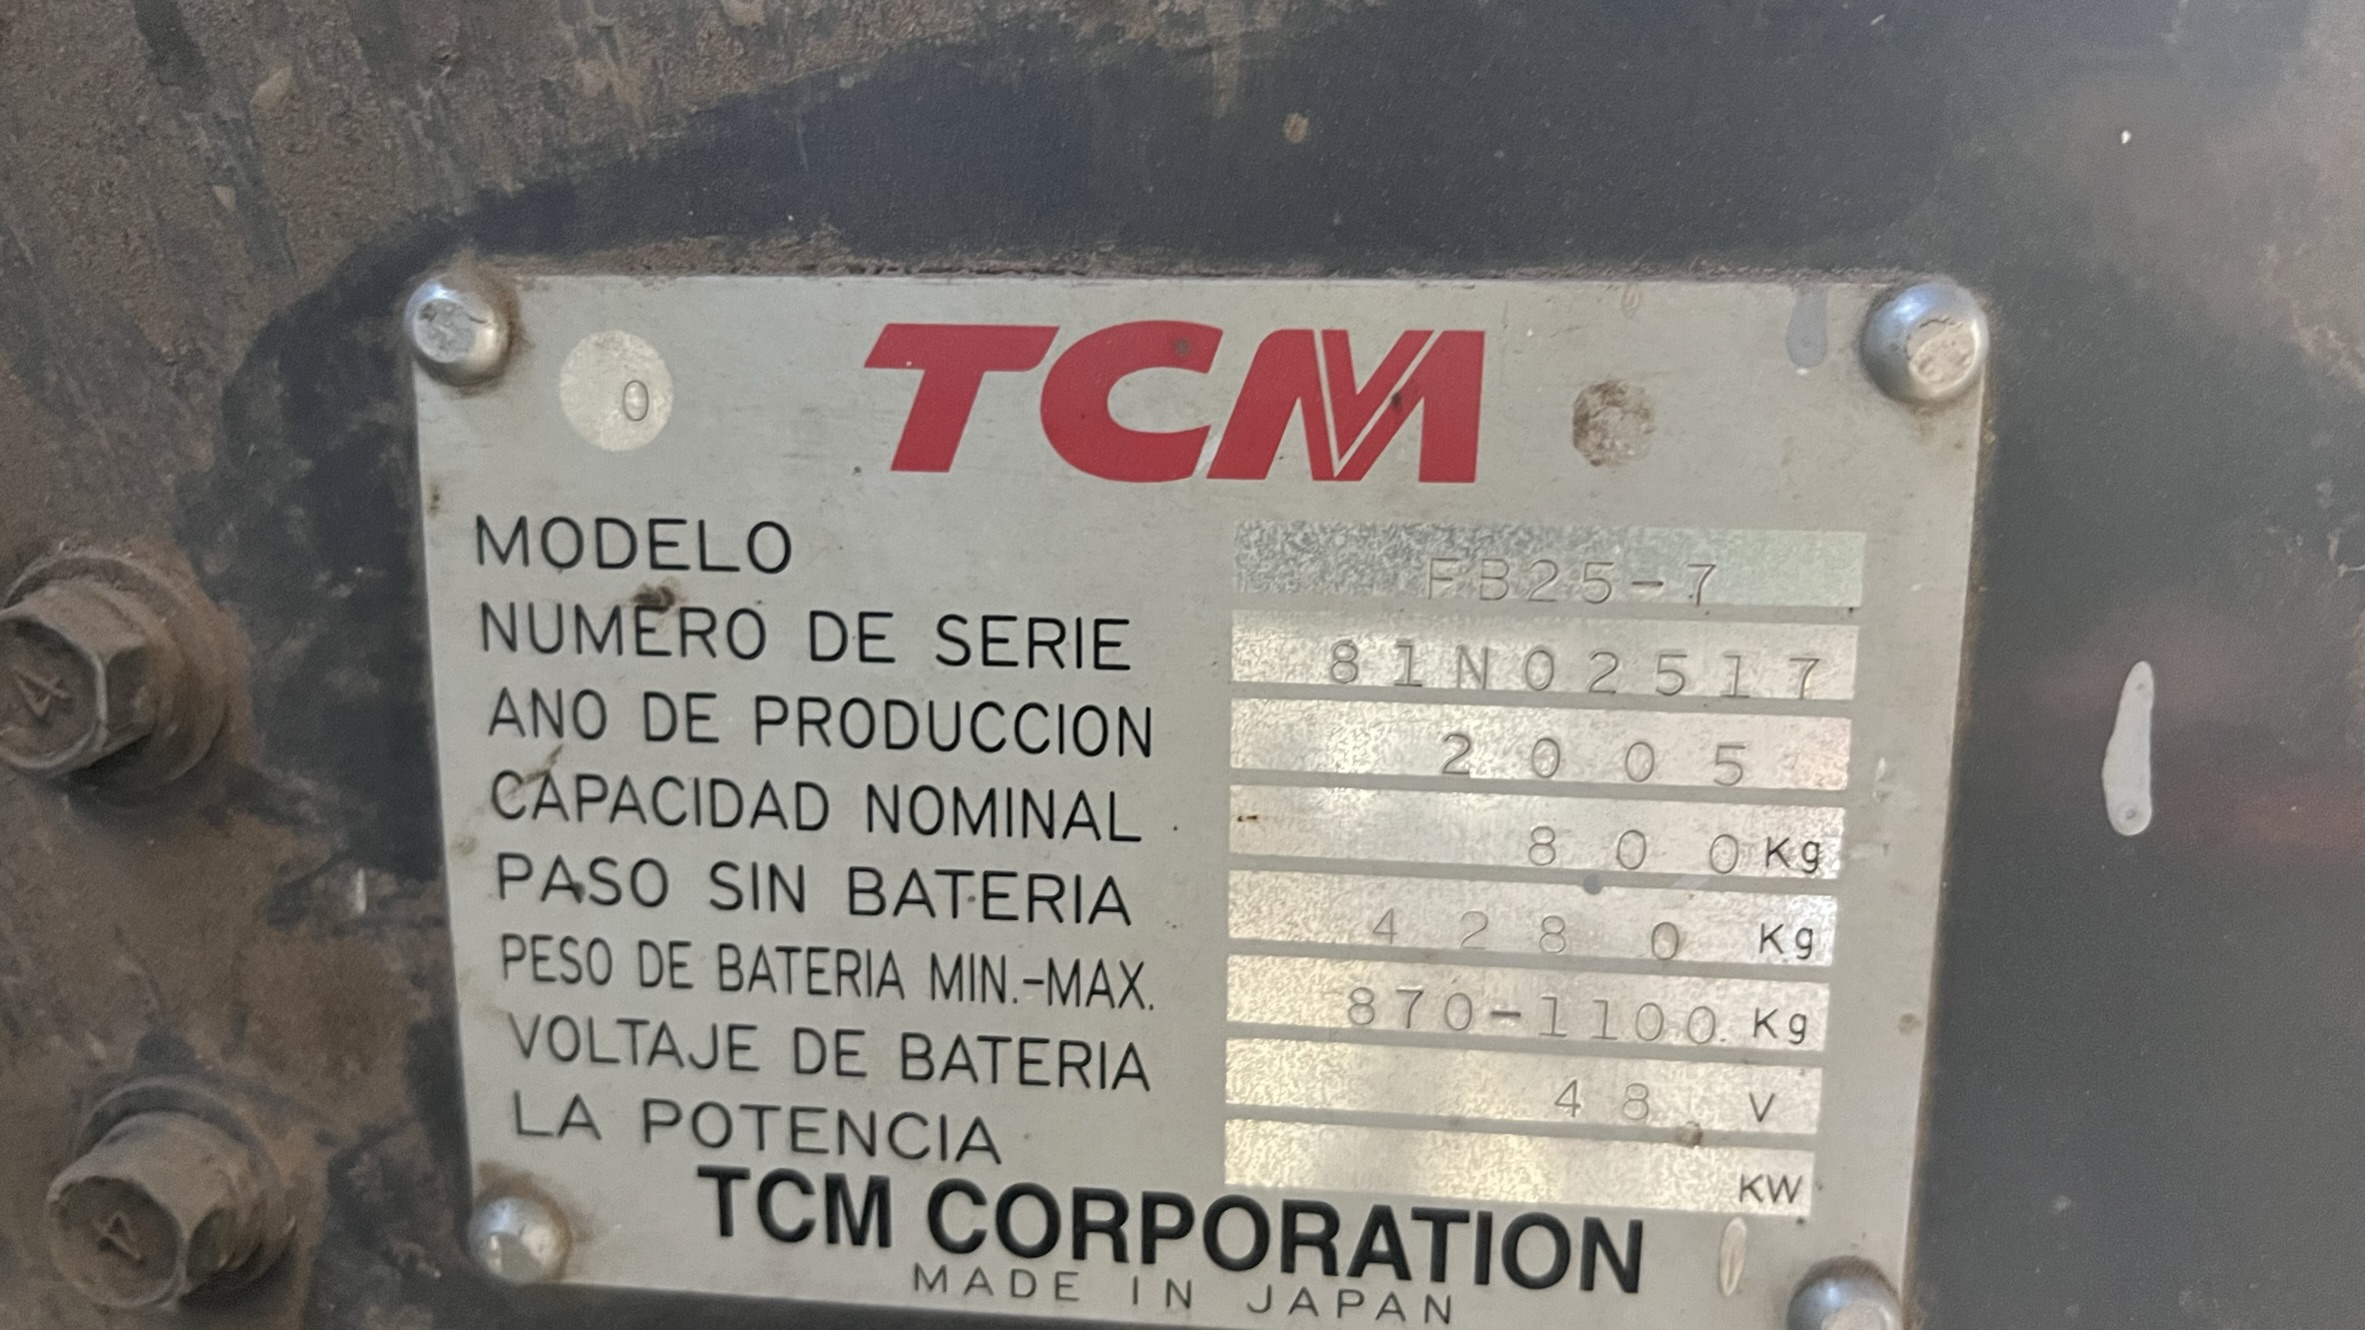 0
TCM
MODELO FB25-7
NUMERO DE SERIE 81N02517
ANO DE PRODUCCION 2005
CAPACIDAD NOMINAL 800 Kg
PASO SIN BATERIA 4280 Kg
PESO DE BATERIA MIN.-MAX. 870-1100 Kg
VOLTAJE DE BATERIA 48 V
LA POTENCIA KW
TCM CORPORATION
MADE IN JAPAN